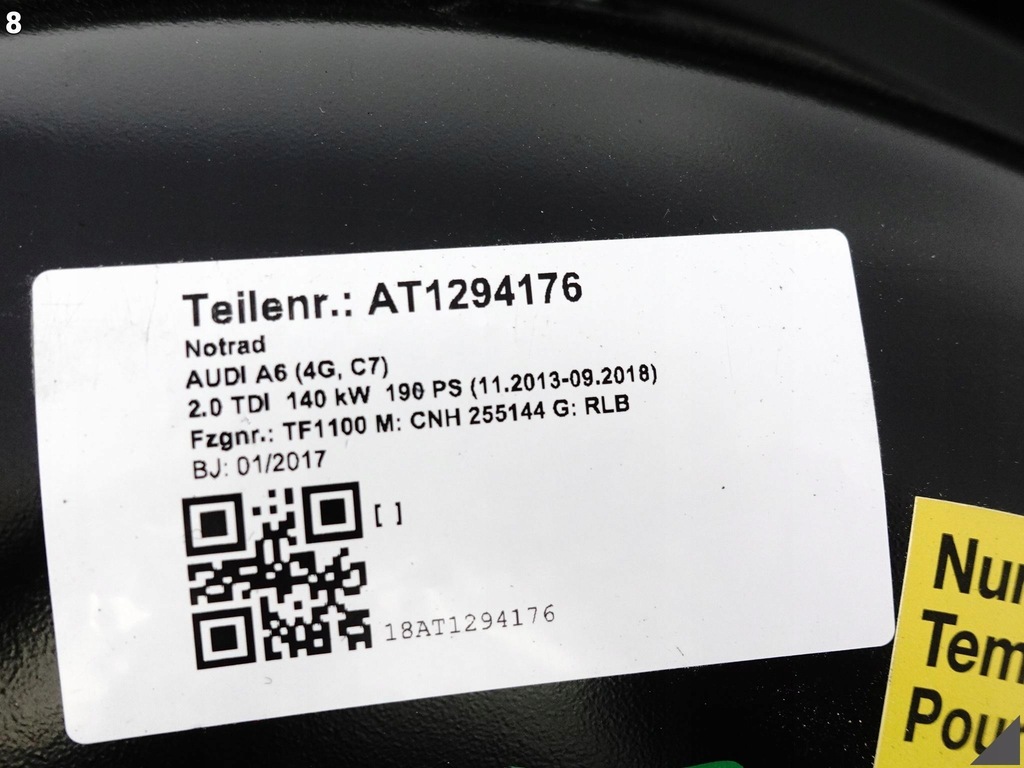 8
Teilenr.: AT1294176
Notrad
AUDI A6 (4G, C7)
2.0 TDI 140 kW 190 PS (11.2013-09.2018)
Fzgnr.: TF1100 M: CNH 255144 G: RLB
BJ: 01/2017
[ ]
18AT1294176
Nur
Tem
Pou